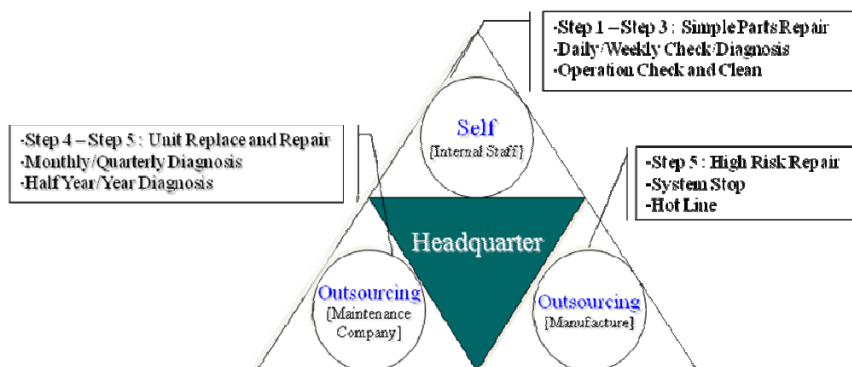 -Step 1 – Step 3 : Simple Parts Repair
-Daily/Weekly Check/Diagnosis
-Operation Check and Clean
Self
[Internal Staff]
-Step 4 – Step 5 : Unit Replace and Repair
-Monthly/Quarterly Diagnosis
-Half Year/Year Diagnosis
-Step 5 : High Risk Repair
-System Stop
-Hot Line
Headquarter
Outsourcing
[Maintenance
Company]
Outsourcing
[Manufacture]